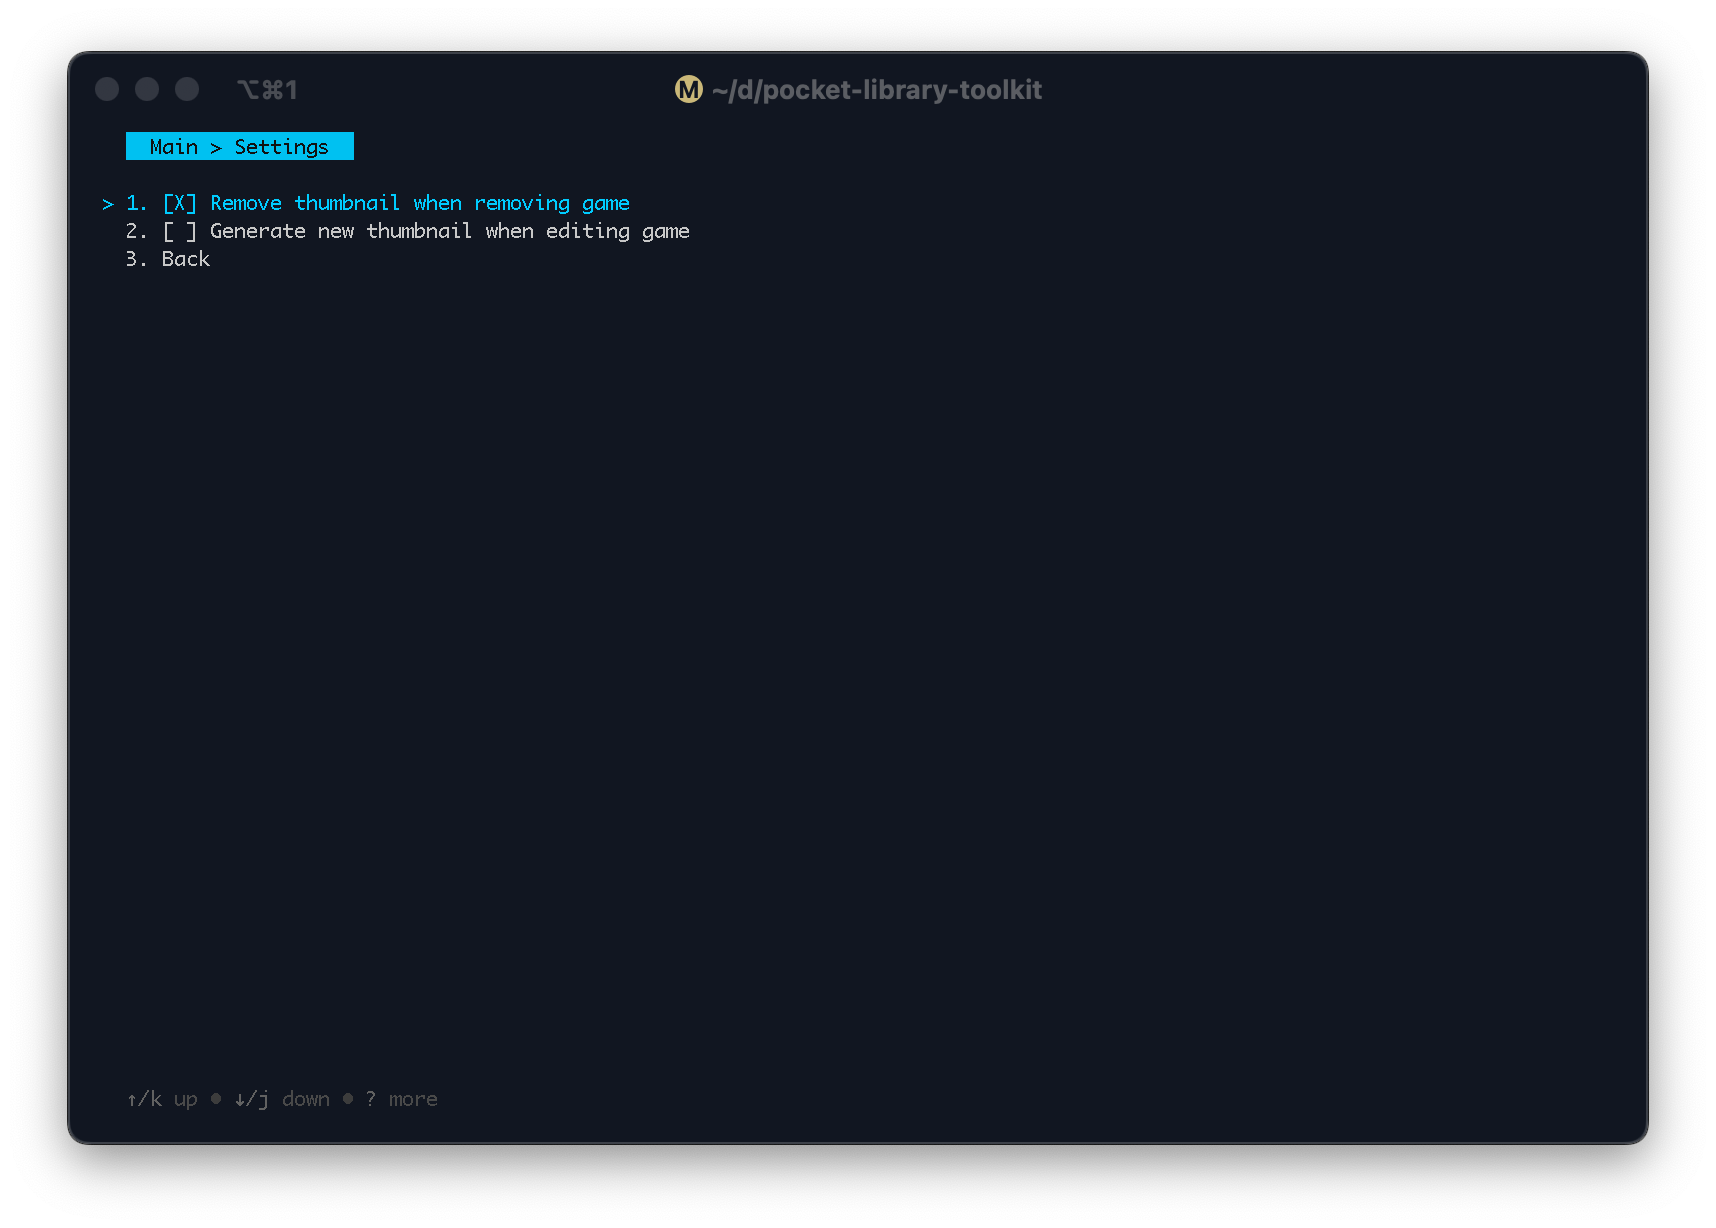 ⌥⌘1
M ~/d/pocket-library-toolkit
Main > Settings
> 1. [X] Remove thumbnail when removing game
2. [ ] Generate new thumbnail when editing game
3. Back
↑/k up • ↓/j down • ? more